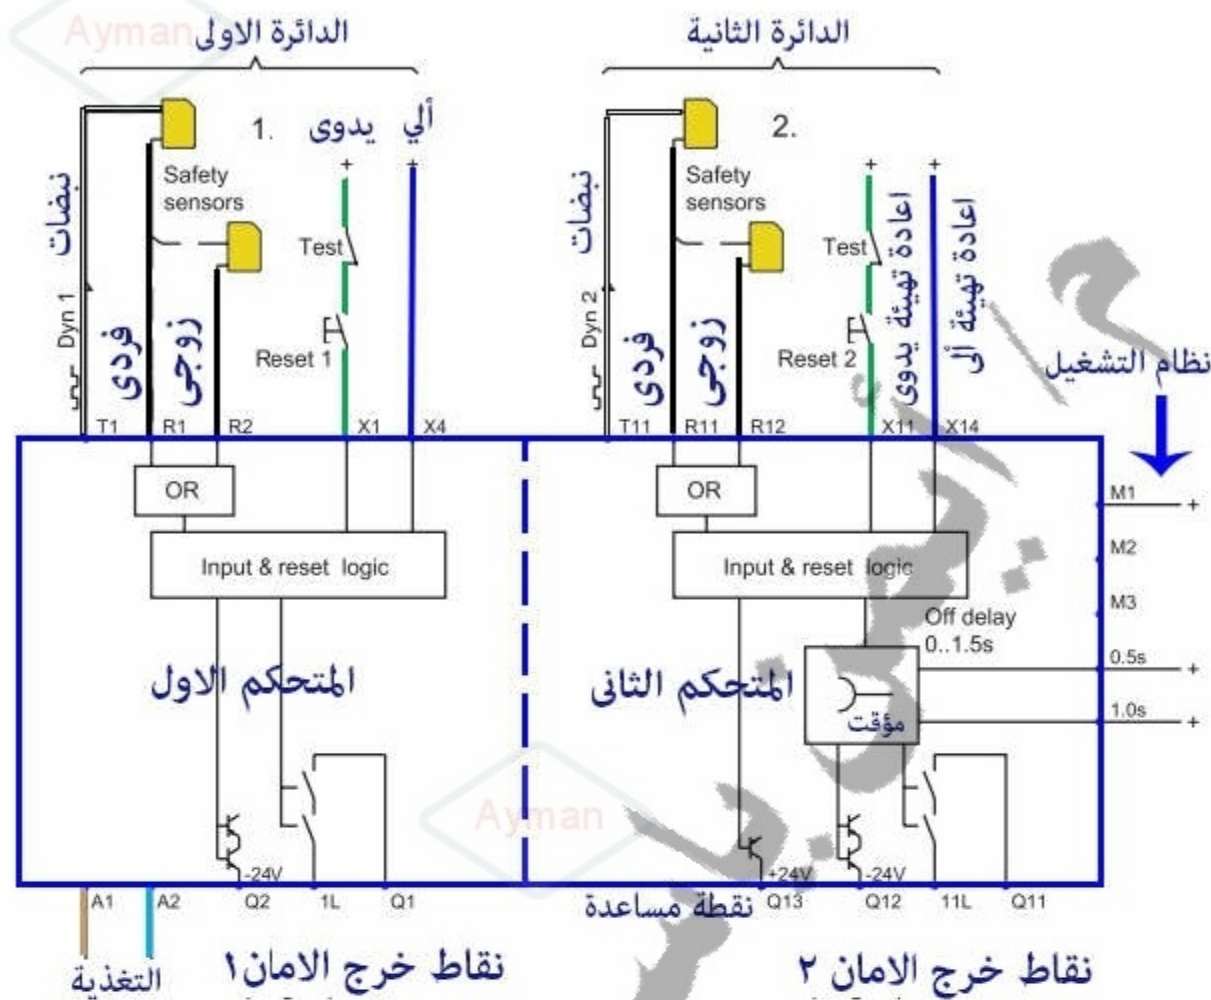 Ayman
الدائرة الاولى
الدائرة الثانية
1.
يدوى
ألي
2.
+
+
+
+
نبضات
Safety
sensors
نبضات
Safety
sensors
Test
Test
اعادة تهيئة يدوى
اعادة تهيئة ألى
Dyn 1
فردى
زوجى
Reset 1
Dyn 2
فردى
زوجى
Reset 2
نظام التشغيل
T1
R1
R2
X1
X4
T11
R11
R12
X11
X14
OR
OR
M1
+
M2
M3
Input & reset logic
Input & reset logic
Off delay
0..1.5s
0.5s
+
1.0s
+
المتحكم الاول
المتحكم الثانى
مؤقت
Ayman
-24V
+24V
-24V
A1
A2
Q2
1L
Q1
نقطة مساعدة
Q13
Q12
11L
Q11
التغذية
نقاط خرج الامان١
نقاط خرج الامان ٢